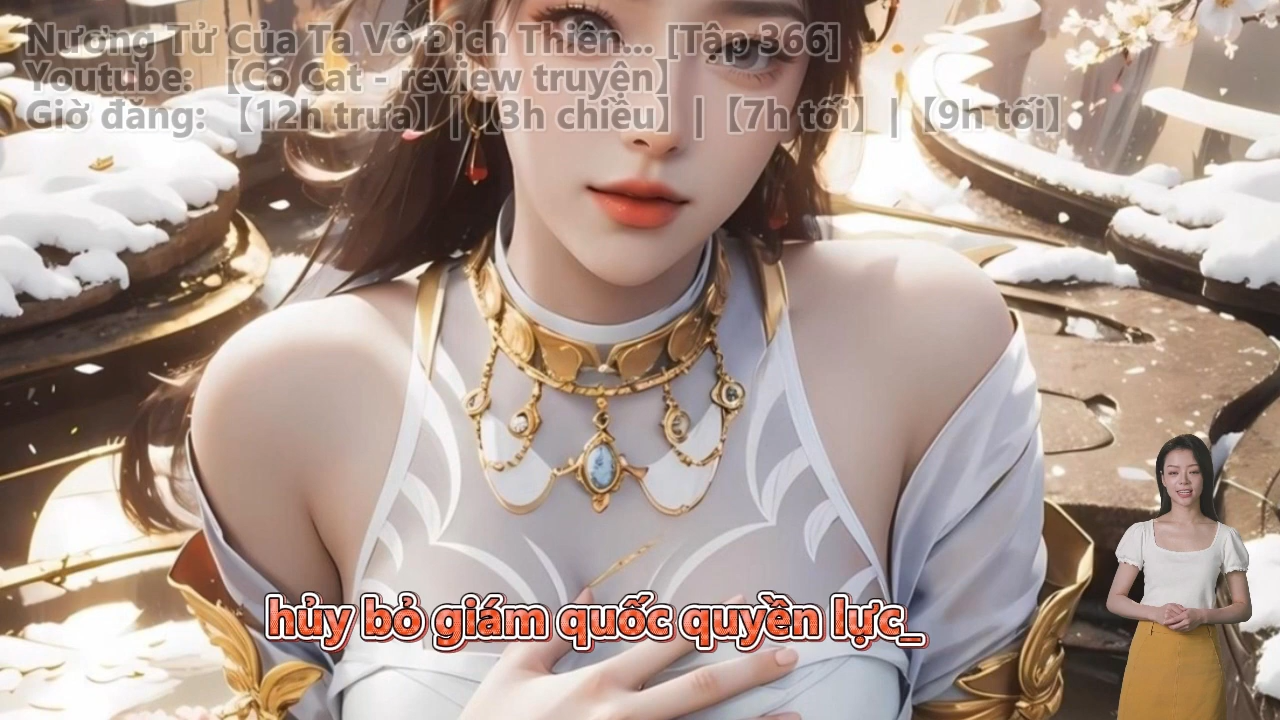 Nương Tử Của Ta Vô Địch Thiên... [Tập 366]
Youtube: 【Cô Cat - review truyện】
Giờ đăng: 【12h trưa】 | 【3h chiều】 | 【7h tối】 | 【9h tối】
hủy bỏ giám quốc quyền lực_